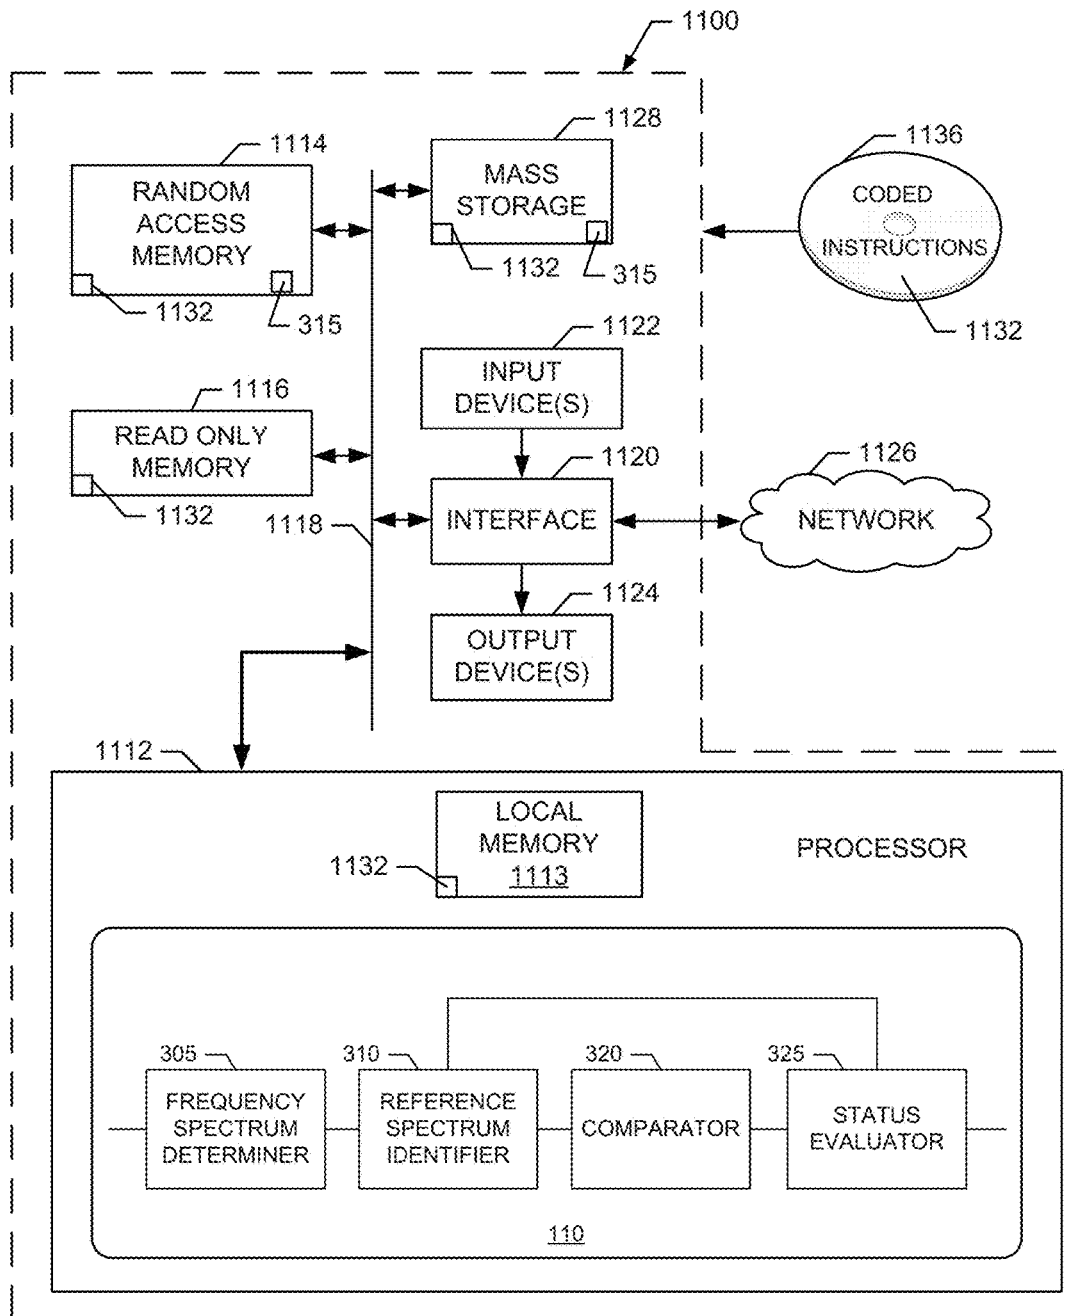 1100
1128
1114
1136
MASS
STORAGE
RANDOM
ACCESS
MEMORY
CODED
INSTRUCTIONS
1132
315
1132
315
1132
1122
INPUT
DEVICE(S)
1116
READ ONLY
MEMORY
1132
1120
1126
1118
INTERFACE
NETWORK
1124
OUTPUT
DEVICE(S)
1112
LOCAL
MEMORY
1113
1132
PROCESSOR
305
310
320
325
FREQUENCY
SPECTRUM
DETERMINER
REFERENCE
SPECTRUM
IDENTIFIER
COMPARATOR
STATUS
EVALUATOR
110